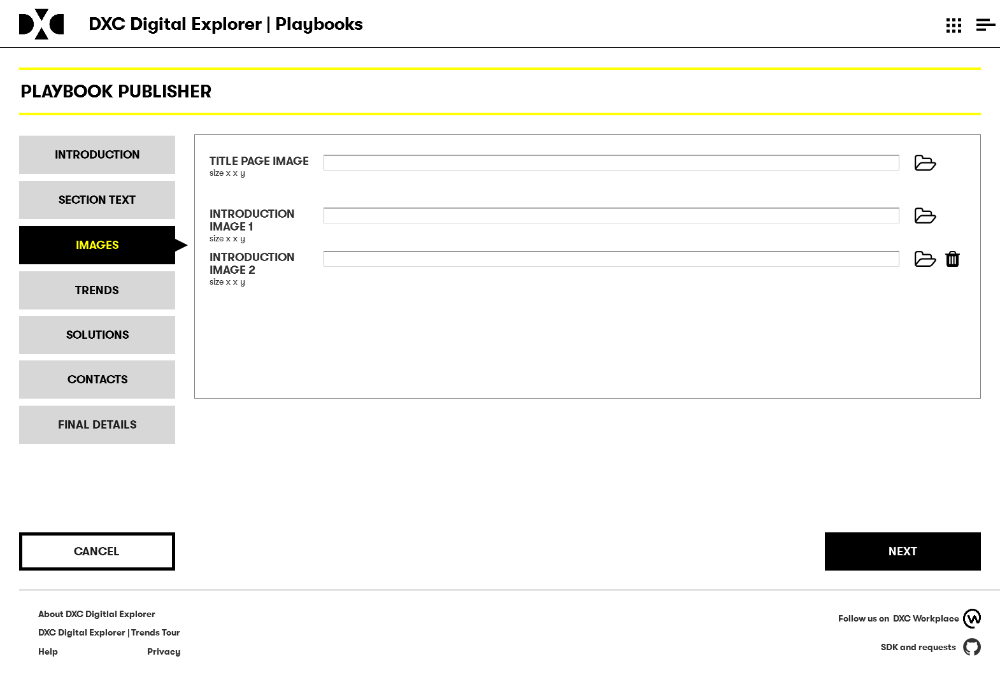 DXC
DXC Digital Explorer | Playbooks
PLAYBOOK PUBLISHER
INTRODUCTION
SECTION TEXT
IMAGES
TRENDS
SOLUTIONS
CONTACTS
FINAL DETAILS
TITLE PAGE IMAGE
size x x y
INTRODUCTION
IMAGE 1
size x x y
INTRODUCTION
IMAGE 2
size x x y
CANCEL
NEXT
About DXC Digitlal Explorer
DXC Digital Explorer | Trends Tour
Help
Privacy
Follow us on DXC Workplace
SDK and requests